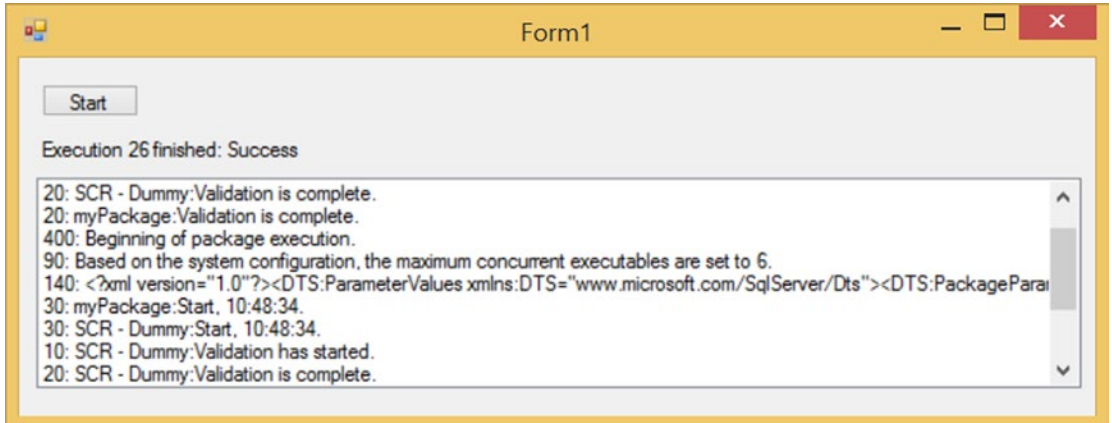 Form1
Start
Execution 26 finished: Success
20: SCR - Dummy:Validation is complete.
20: myPackage:Validation is complete.
400: Beginning of package execution.
90: Based on the system configuration, the maximum concurrent executables are set to 6.
140: <?xml version="1.0"?><DTS:ParameterValues xmlns:DTS="www.microsoft.com/SqlServer/Dts"><DTS:PackageParar
30: myPackage:Start, 10:48:34.
30: SCR - Dummy:Start, 10:48:34.
10: SCR - Dummy:Validation has started.
20: SCR - Dummy:Validation is complete.